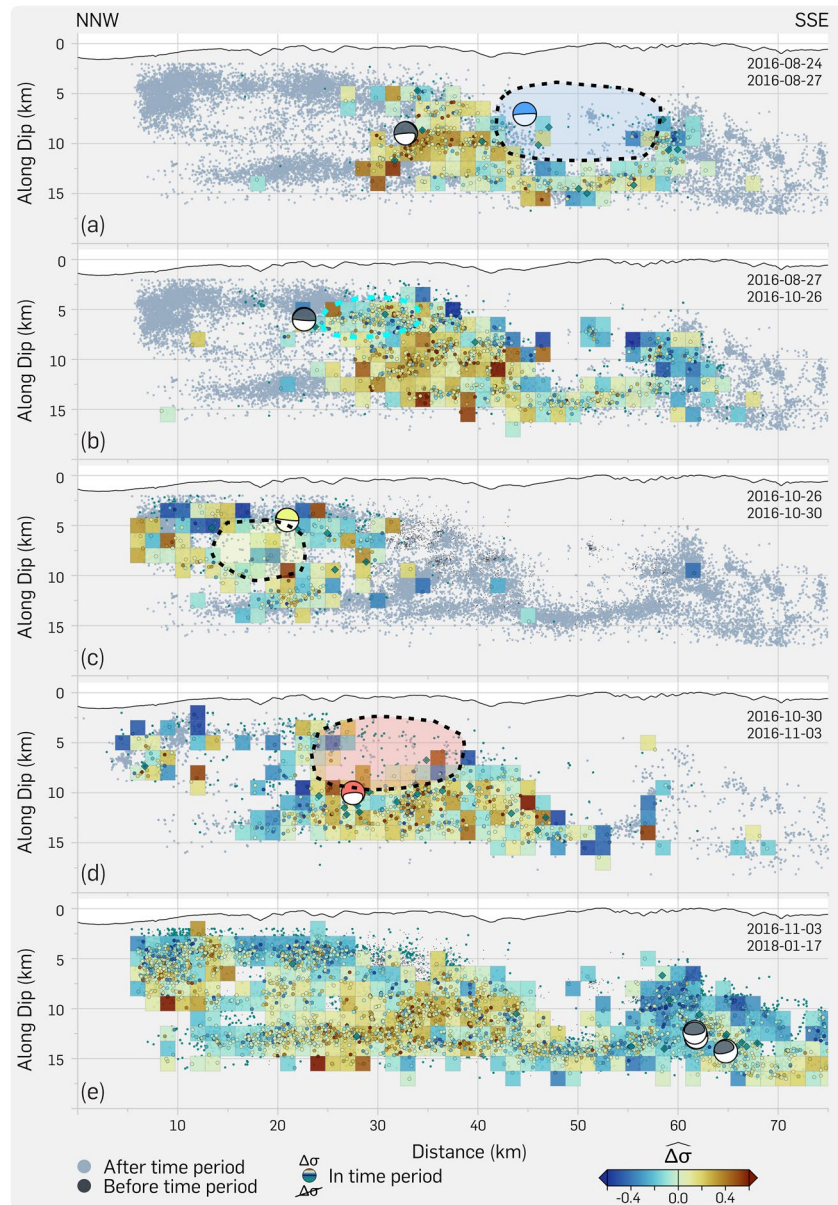 NNW SSE
0
5
10
15
Along Dip (km)
2016-08-24
2016-08-27
(a)
0
5
10
15
Along Dip (km)
2016-08-27
2016-10-26
(b)
0
5
10
15
Along Dip (km)
2016-10-26
2016-10-30
(c)
0
5
10
15
Along Dip (km)
2016-10-30
2016-11-03
(d)
0
5
10
15
Along Dip (km)
2016-11-03
2018-01-17
(e)
10 20 30 40 50 60 70
Distance (km)
After time period
Before time period
Δσ
In time period
Δσ
Δσ
-0.4 0.0 0.4